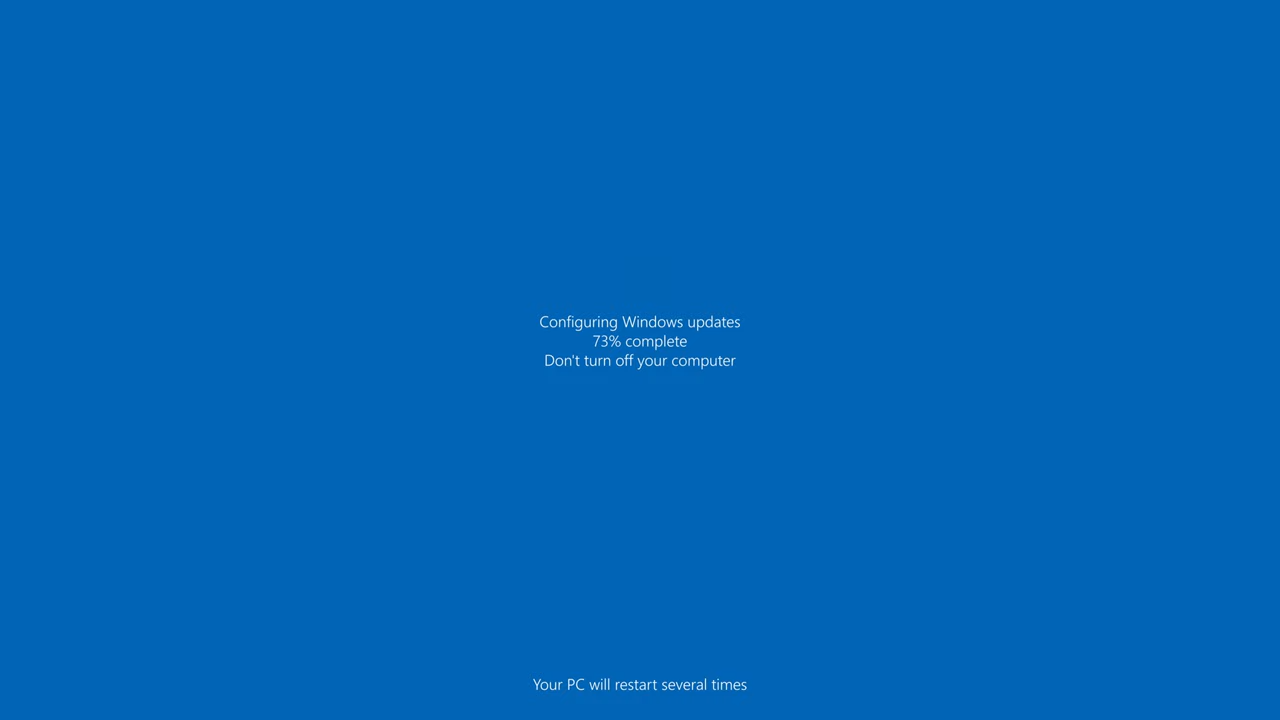 Configuring Windows updates
73% complete
Don't turn off your computer
Your PC will restart several times